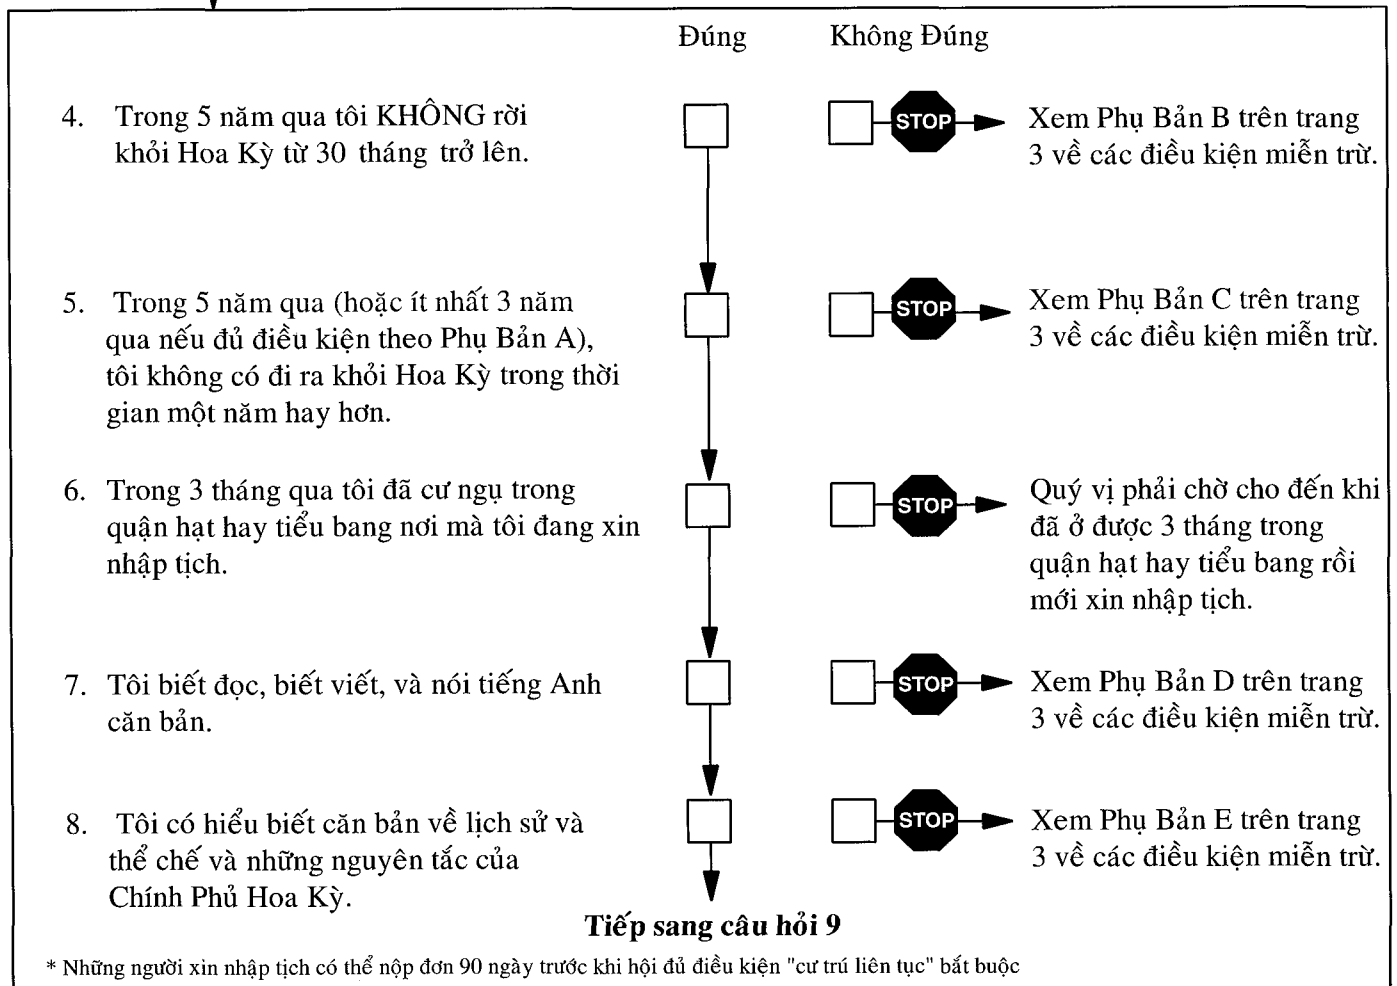 Đúng Không Đúng
4. Trong 5 năm qua tôi KHÔNG rời
khỏi Hoa Kỳ từ 30 tháng trở lên.
STOP
Xem Phụ Bản B trên trang
3 về các điều kiện miễn trừ.
5. Trong 5 năm qua (hoặc ít nhất 3 năm
qua nếu đủ điều kiện theo Phụ Bản A),
tôi không có đi ra khỏi Hoa Kỳ trong thời
gian một năm hay hơn.
STOP
Xem Phụ Bản C trên trang
3 về các điều kiện miễn trừ.
6. Trong 3 tháng qua tôi đã cư ngụ trong
quận hạt hay tiểu bang nơi mà tôi đang xin
nhập tịch.
STOP
Quý vị phải chờ cho đến khi
đã ở được 3 tháng trong
quận hạt hay tiểu bang rồi
mới xin nhập tịch.
7. Tôi biết đọc, biết viết, và nói tiếng Anh
căn bản.
STOP
Xem Phụ Bản D trên trang
3 về các điều kiện miễn trừ.
8. Tôi có hiểu biết căn bản về lịch sử và
thể chế và những nguyên tắc của
Chính Phủ Hoa Kỳ.
STOP
Xem Phụ Bản E trên trang
3 về các điều kiện miễn trừ.
Tiếp sang câu hỏi 9
* Những người xin nhập tịch có thể nộp đơn 90 ngày trước khi hội đủ điều kiện "cư trú liên tục" bắt buộc